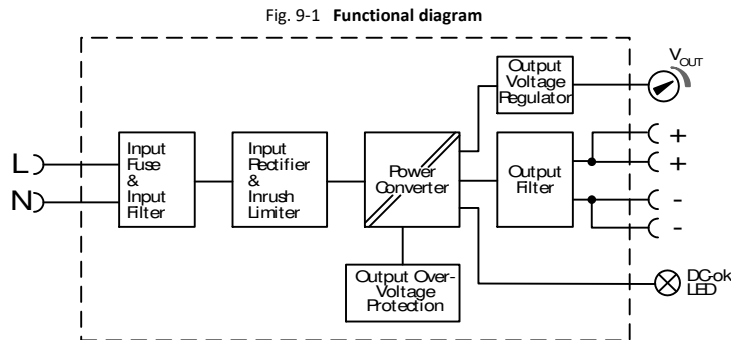 Fig. 9-1 Functional diagram
V_OUT
Output
Voltage
Regulator
L
N
Input
Fuse
&
Input
Filter
Input
Rectifier
&
Inrush
Limiter
Power
Converter
Output
Filter
+
+
-
-
Output Over-
Voltage
Protection
DC-ok
LED